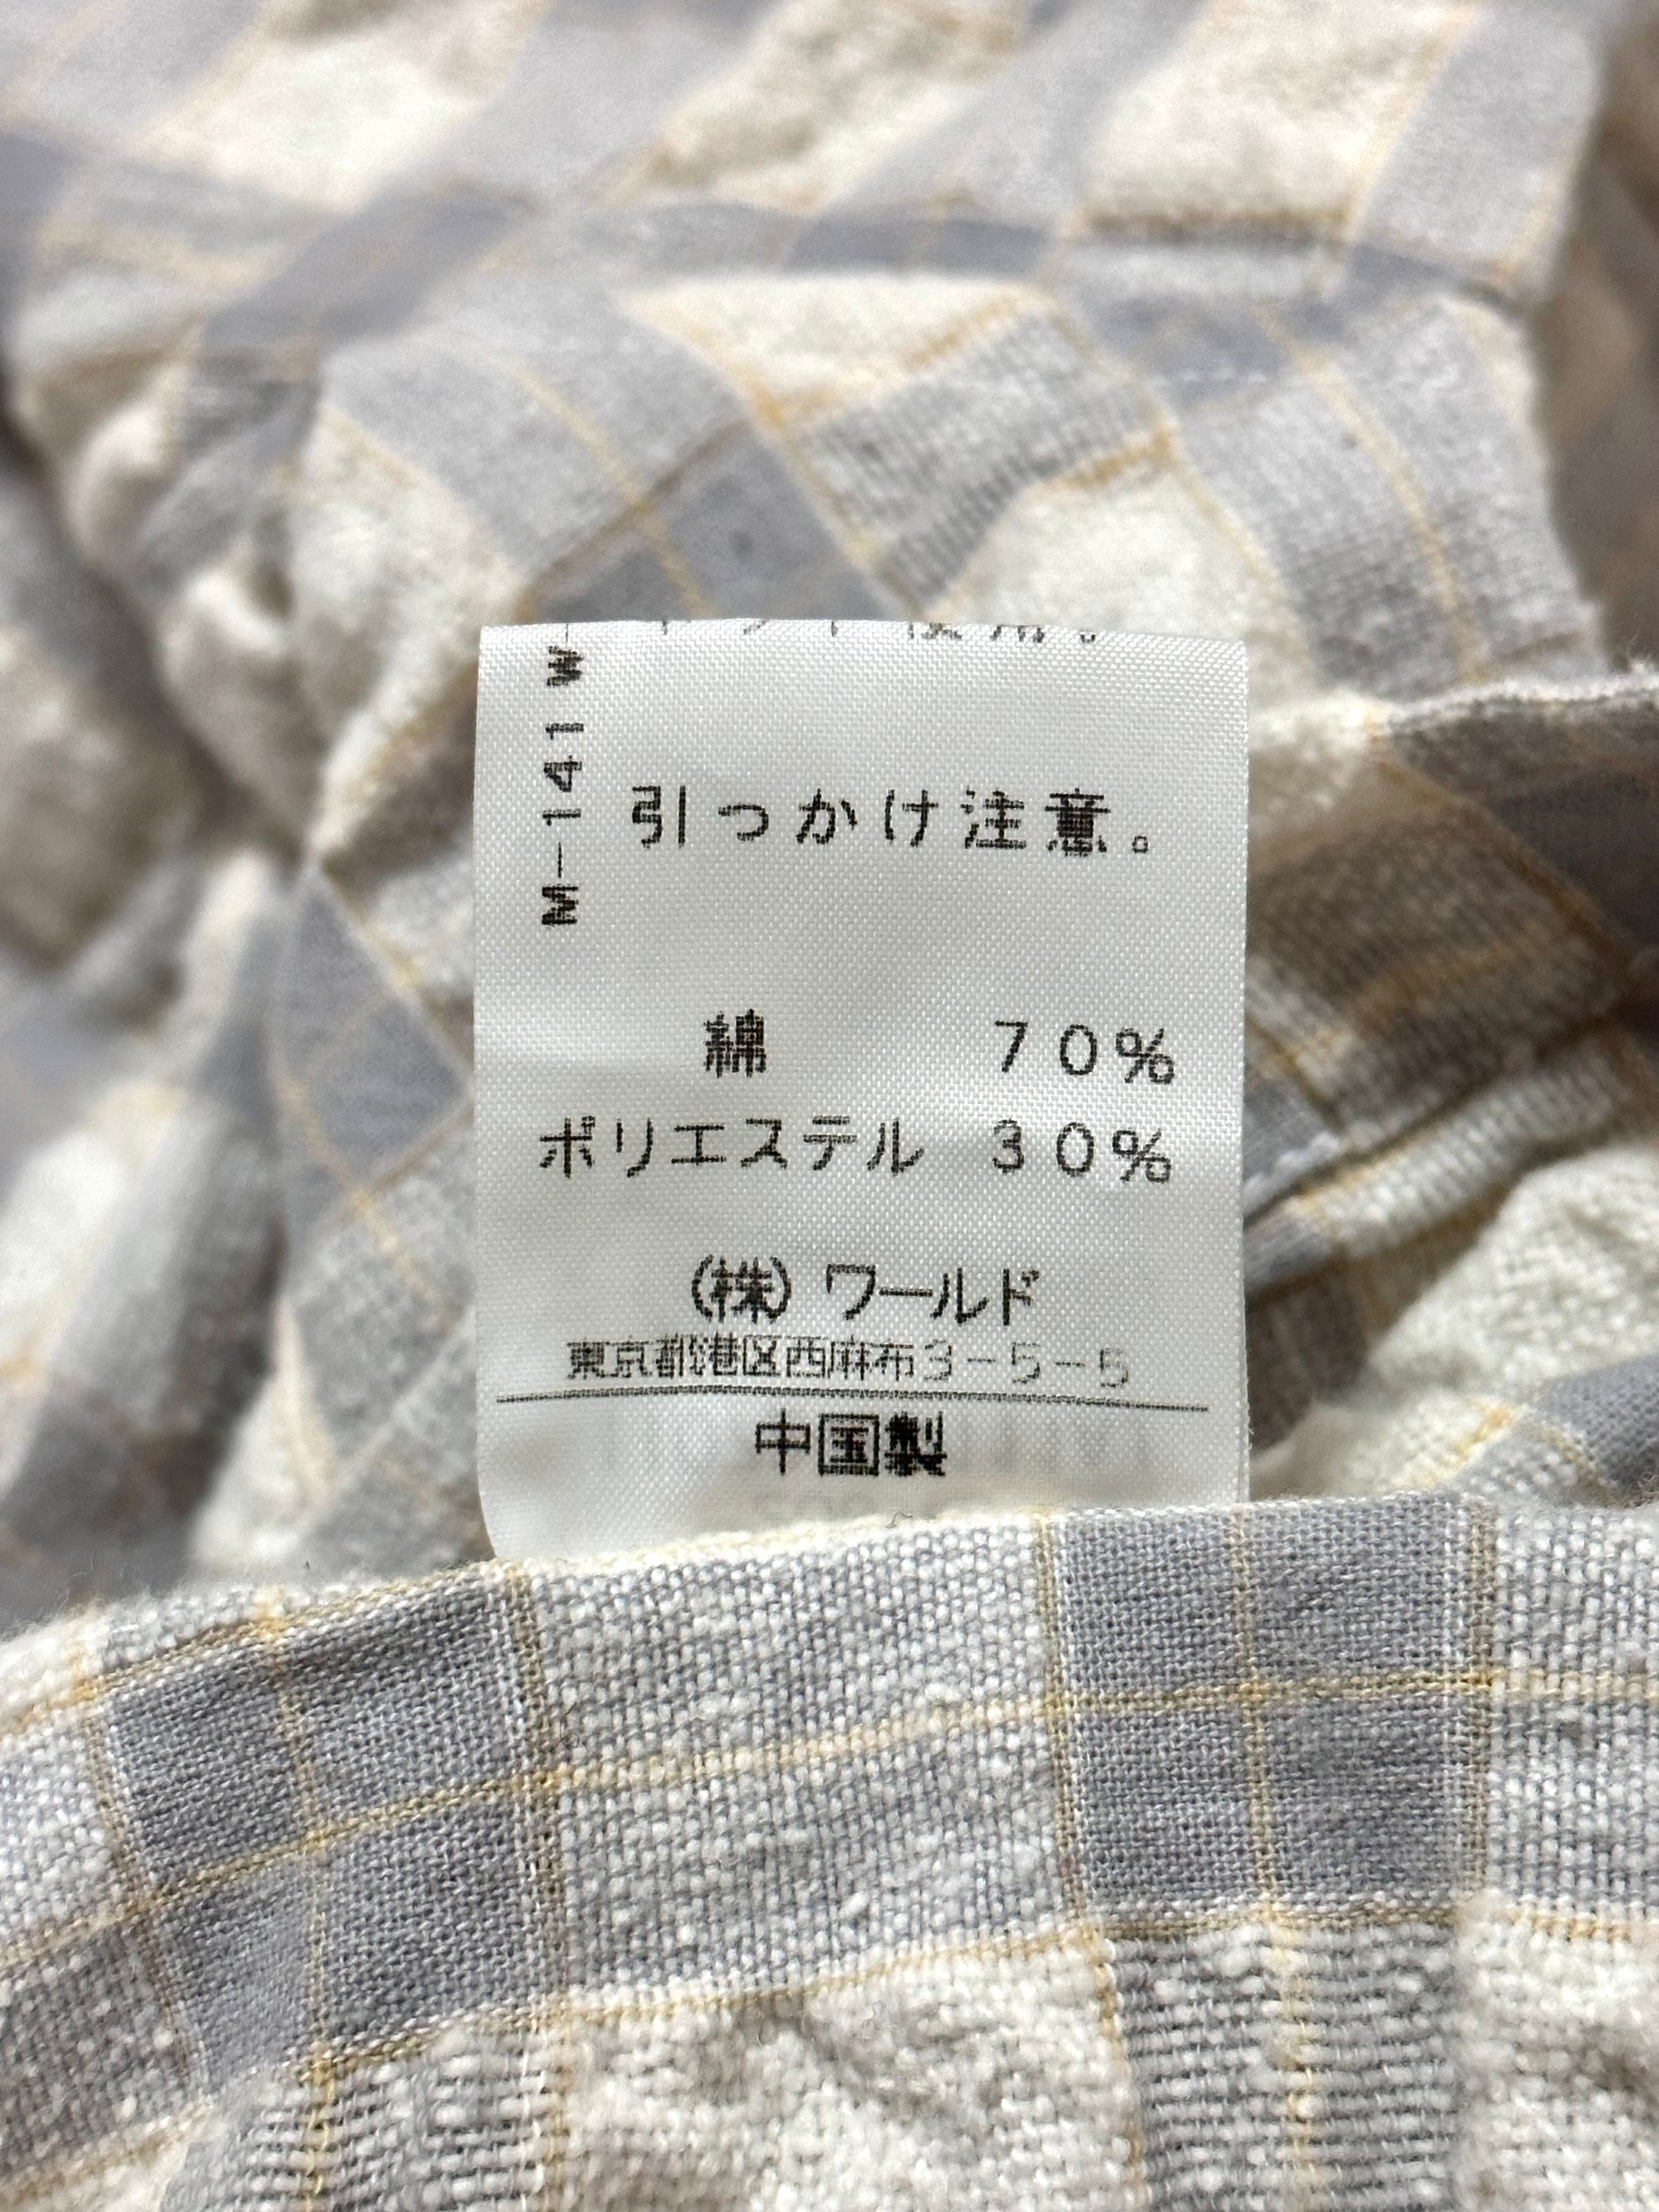 引っかけ注意。
M-141W
綿 70%
ポリエステル 30%
(株)ワールド
東京都港区西麻布3-5-5
中国製